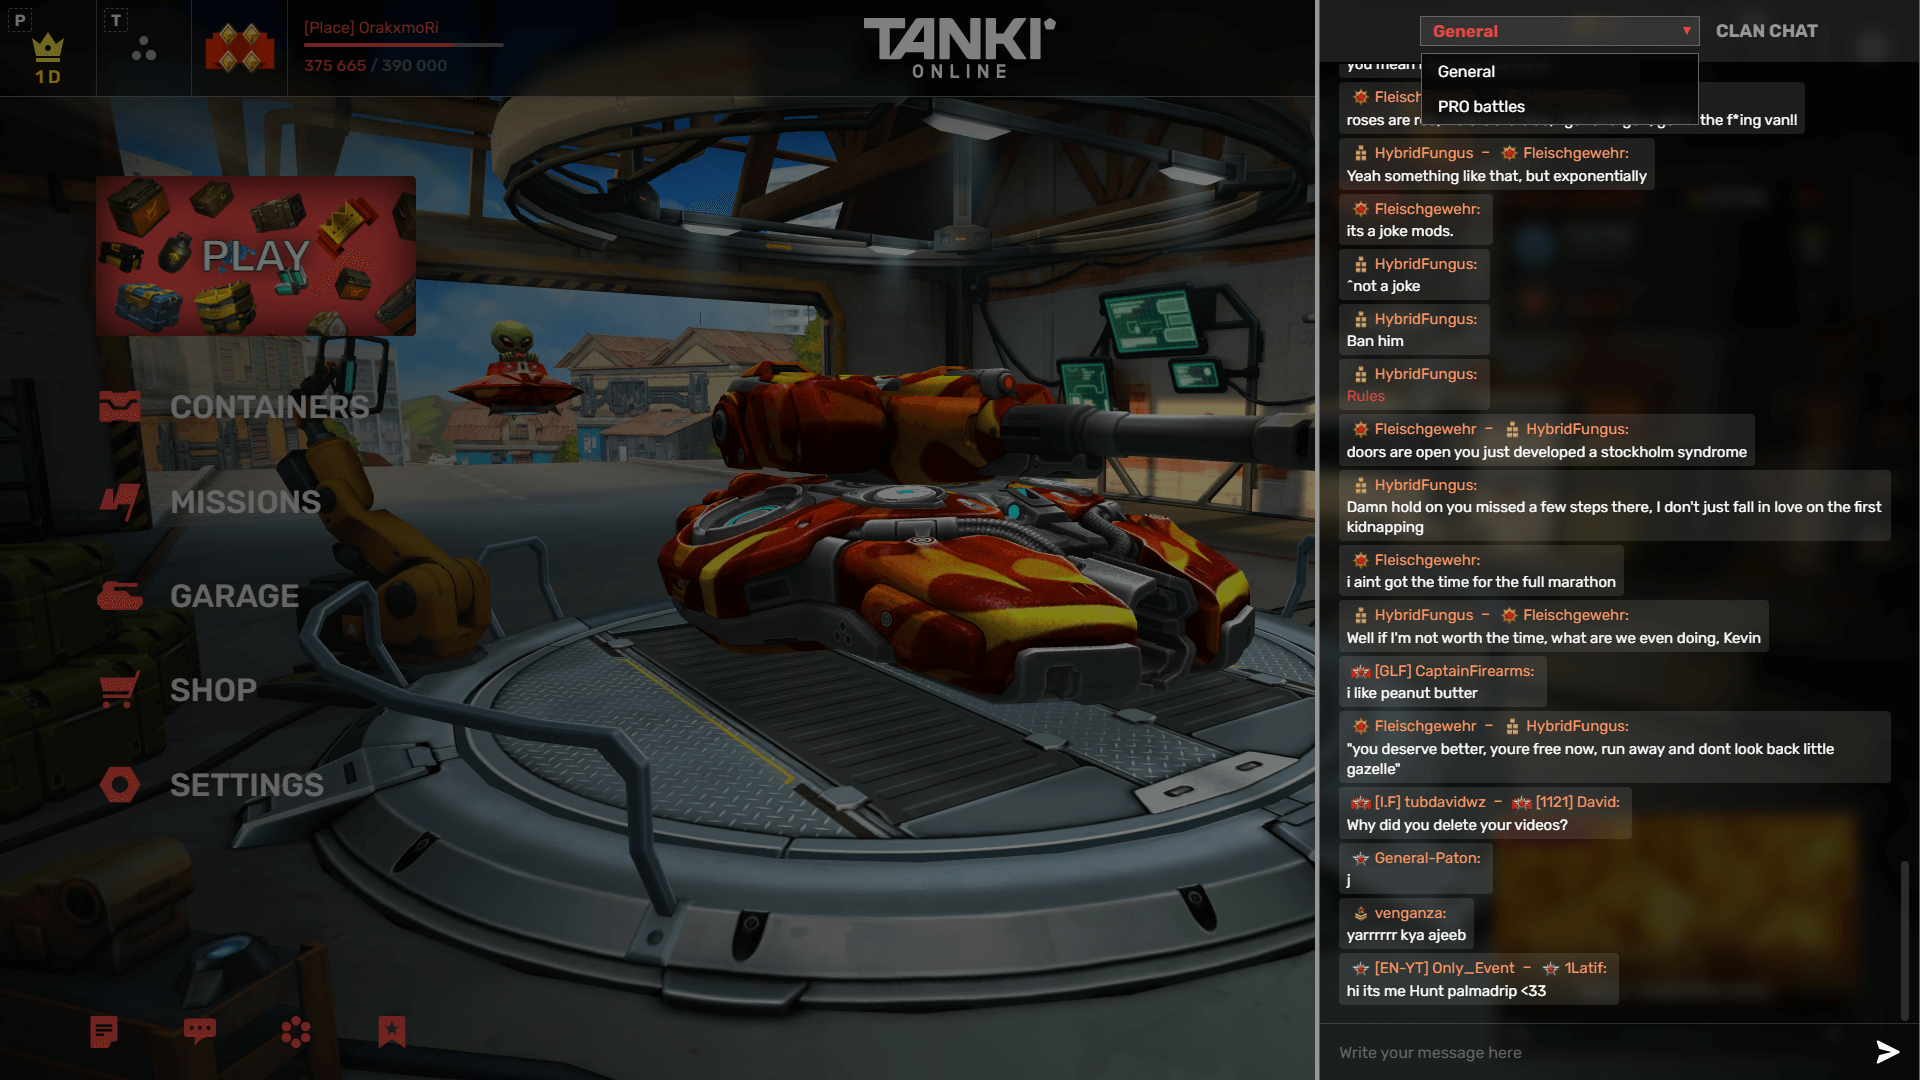 P
T
1 D
[Place] OrakxmoRi
375 665 / 390 000
TANKI
ONLINE
General
CLAN CHAT
General
PRO battles
you mean
Fleisch
roses are
the f*ing van!!
HybridFungus – Fleischgewehr:
Yeah something like that, but exponentially
Fleischgewehr:
its a joke mods.
HybridFungus:
^not a joke
HybridFungus:
Ban him
HybridFungus:
Rules
Fleischgewehr – HybridFungus:
doors are open you just developed a stockholm syndrome
HybridFungus:
Damn hold on you missed a few steps there, I don't just fall in love on the first
kidnapping
Fleischgewehr:
i aint got the time for the full marathon
HybridFungus – Fleischgewehr:
Well if I'm not worth the time, what are we even doing, Kevin
[GLF] CaptainFirearms:
i like peanut butter
Fleischgewehr – HybridFungus:
"you deserve better, youre free now, run away and dont look back little
gazelle"
[I.F] tubdavidwz – [1121] David:
Why did you delete your videos?
General-Paton:
j
venganza:
yarrrrrr kya ajeeb
[EN-YT] Only_Event – 1Latif:
hi its me Hunt palmadrip <33
Write your message here
PLAY
CONTAINERS
MISSIONS
GARAGE
SHOP
SETTINGS